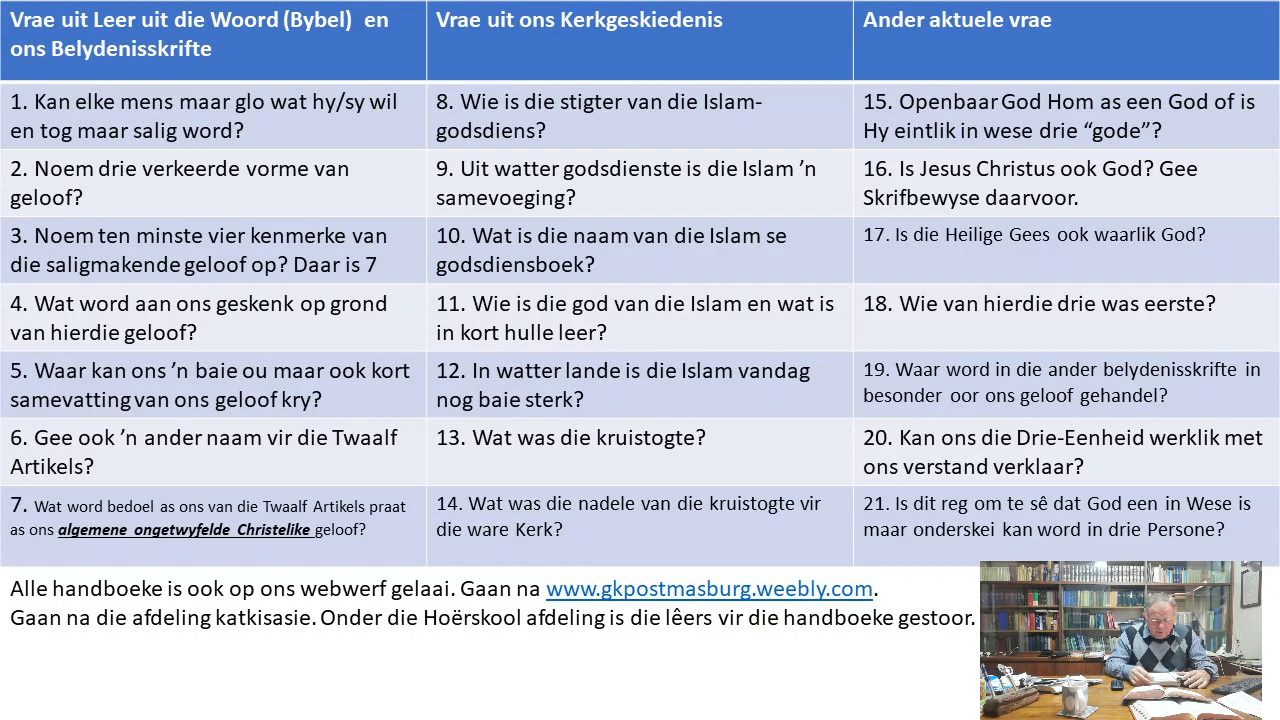 Vrae uit Leer uit die Woord (Bybel) en
ons Belydenisskrifte
Vrae uit ons Kerkgeskiedenis
Ander aktuele vrae
1. Kan elke mens maar glo wat hy/sy wil
en tog maar salig word?
8. Wie is die stigter van die Islam-
godsdiens?
15. Openbaar God Hom as een God of is
Hy eintlik in wese drie “gode”?
2. Noem drie verkeerde vorme van
geloof?
9. Uit watter godsdienste is die Islam ’n
samevoeging?
16. Is Jesus Christus ook God? Gee
Skrifbewyse daarvoor.
3. Noem ten minste vier kenmerke van
die saligmakende geloof op? Daar is 7
10. Wat is die naam van die Islam se
godsdiensboek?
17. Is die Heilige Gees ook waarlik God?
4. Wat word aan ons geskenk op grond
van hierdie geloof?
11. Wie is die god van die Islam en wat is
in kort hulle leer?
18. Wie van hierdie drie was eerste?
5. Waar kan ons ’n baie ou maar ook kort
samevatting van ons geloof kry?
12. In watter lande is die Islam vandag
nog baie sterk?
19. Waar word in die ander belydenisskrifte in
besonder oor ons geloof gehandel?
6. Gee ook ’n ander naam vir die Twaalf
Artikels?
13. Wat was die kruistogte?
20. Kan ons die Drie-Eenheid werklik met
ons verstand verklaar?
7. Wat word bedoel as ons van die Twaalf Artikels praat
as ons algemene ongetwyfelde Christelike geloof?
14. Wat was die nadele van die kruistogte vir
die ware Kerk?
21. Is dit reg om te sê dat God een in Wese is
maar onderskei kan word in drie Persone?
Alle handboeke is ook op ons webwerf gelaai. Gaan na www.gkpostmasburg.weebly.com.
Gaan na die afdeling katkisasie. Onder die Hoërskool afdeling is die lêers vir die handboeke gestoor.